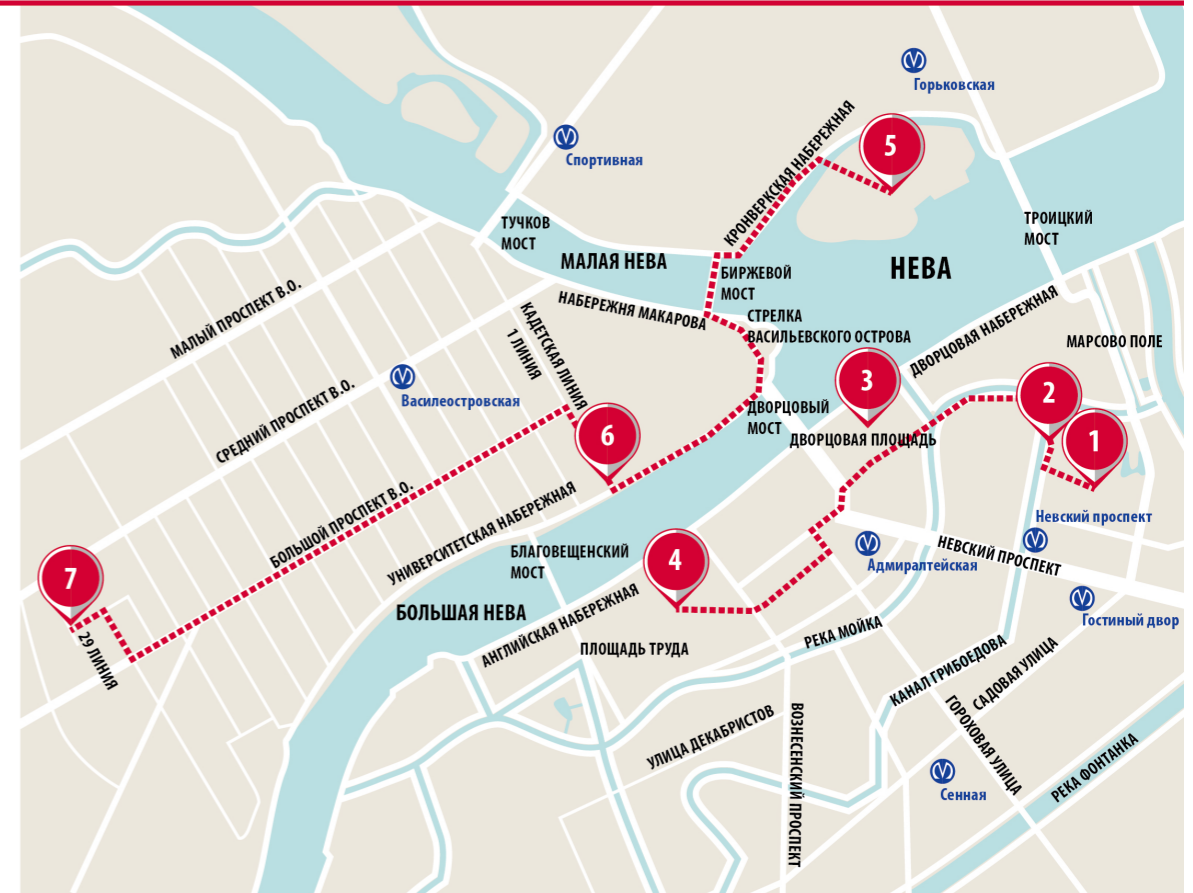 Горьковская
5
КРОНВЕРКСКАЯ НАБЕРЕЖНАЯ
Спортивная
ТУЧКОВ
МОСТ
МАЛАЯ НЕВА
ТРОИЦКИЙ
МОСТ
НЕВА
БИРЖЕВОЙ
МОСТ
НАБЕРЕЖНЯ МАКАРОВА
СТРЕЛКА
ВАСИЛЬЕВСКОГО ОСТРОВА
МАЛЫЙ ПРОСПЕКТ В.О.
КАДЕТСКАЯ ЛИНИЯ
1 ЛИНИЯ
ДВОРЦОВАЯ НАБЕРЕЖНАЯ
МАРСОВО ПОЛЕ
3
2
1
Василеостровская
СРЕДНИЙ ПРОСПЕКТ В.О.
6
ДВОРЦОВЫЙ
МОСТ
ДВОРЦОВАЯ ПЛОЩАДЬ
БОЛЬШОЙ ПРОСПЕКТ В.О.
УНИВЕРСИТЕТСКАЯ НАБЕРЕЖНАЯ
Невский проспект
НЕВСКИЙ ПРОСПЕКТ
Адмиралтейская
БЛАГОВЕЩЕНСКИЙ
МОСТ
4
7
29 ЛИНИЯ
БОЛЬШАЯ НЕВА
АНГЛИЙСКАЯ НАБЕРЕЖНАЯ
ПЛОЩАДЬ ТРУДА
Гостиный двор
РЕКА МОЙКА
КАНАЛ ГРИБОЕДОВА
САДОВАЯ УЛИЦА
УЛИЦА ДЕКАБРИСТОВ
ВОЗНЕСЕНСКИЙ ПРОСПЕКТ
ГОРОХОВАЯ УЛИЦА
РЕКА ФОНТАНКА
Сенная